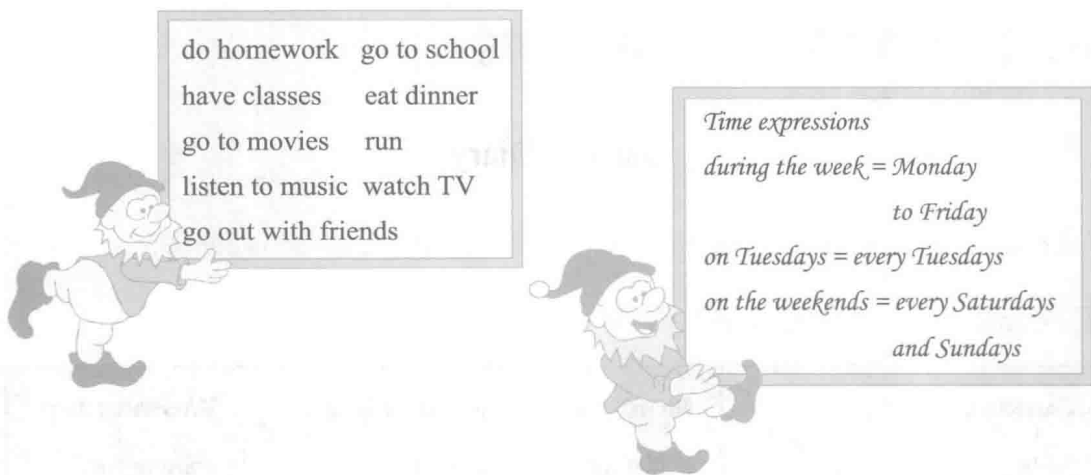 do homework go to school
have classes eat dinner
go to movies run
listen to music watch TV
go out with friends
Time expressions
during the week = Monday
to Friday
on Tuesdays = every Tuesdays
on the weekends = every Saturdays
and Sundays